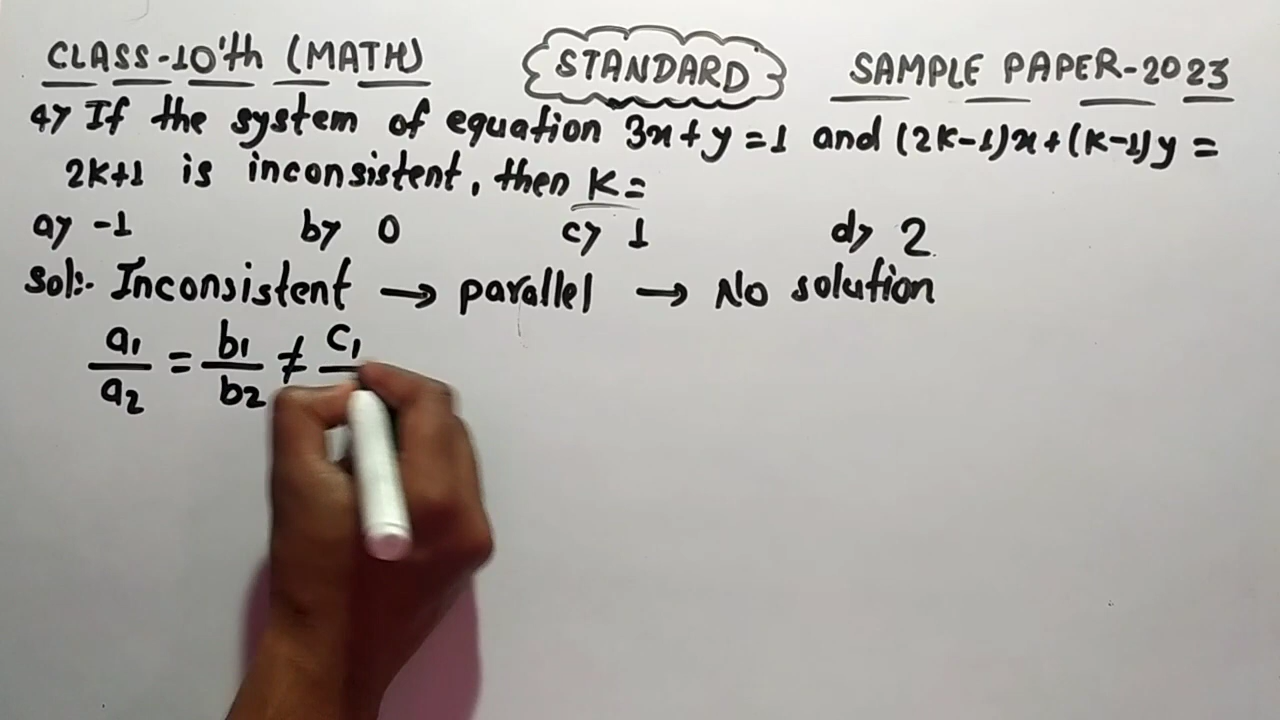 CLASS-10'th (MATH) STANDARD SAMPLE PAPER-2023
4> If the system of equation 3x+y=1 and (2K-1)x+(K-1)y=
2K+1 is inconsistent, then K=
a> -1 b> 0 c> 1 d> 2
Sol:- Inconsistent → parallel → No solution
a1/a2 = b1/b2 ≠ c1/